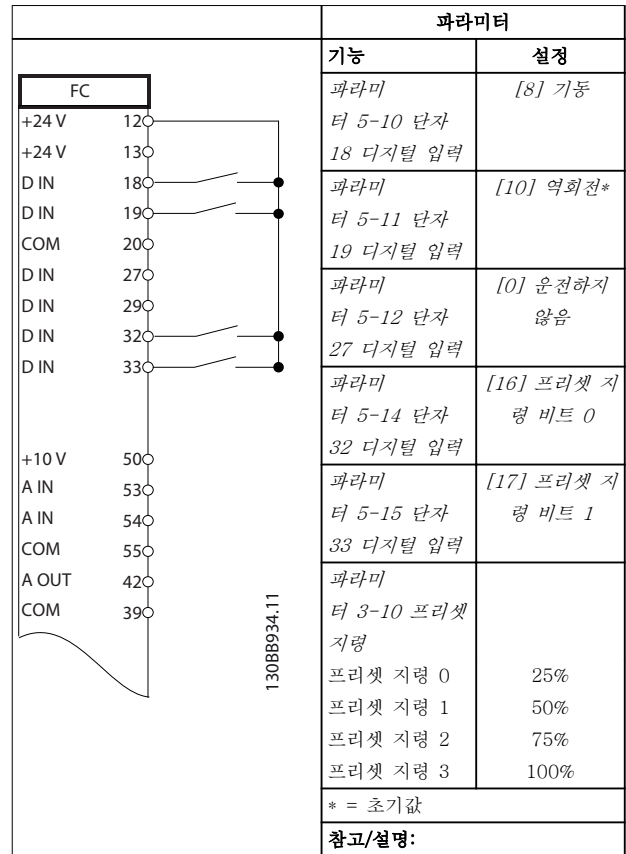 파라미터
기능 설정
파라미
터 5-10 단자
18 디지털 입력
[8] 기동
파라미
터 5-11 단자
19 디지털 입력
[10] 역회전*
파라미
터 5-12 단자
27 디지털 입력
[0] 운전하지
않음
파라미
터 5-14 단자
32 디지털 입력
[16] 프리셋 지
령 비트 0
파라미
터 5-15 단자
33 디지털 입력
[17] 프리셋 지
령 비트 1
파라미
터 3-10 프리셋
지령
프리셋 지령 0 25%
프리셋 지령 1 50%
프리셋 지령 2 75%
프리셋 지령 3 100%
* = 초기값
참고/설명:
FC
+24 V 12
+24 V 13
D IN 18
D IN 19
COM 20
D IN 27
D IN 29
D IN 32
D IN 33
+10 V 50
A IN 53
A IN 54
COM 55
A OUT 42
COM 39
130BB934.11